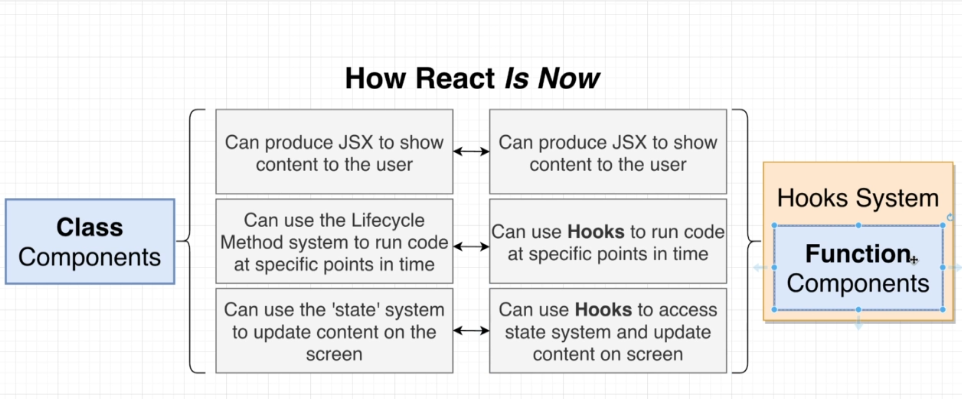 How React Is Now
Class
Components
Can produce JSX to show
content to the user
Can use the Lifecycle
Method system to run code
at specific points in time
Can use the 'state' system
to update content on the
screen
Can produce JSX to show
content to the user
Can use Hooks to run code
at specific points in time
Can use Hooks to access
state system and update
content on screen
Hooks System
Function
Components